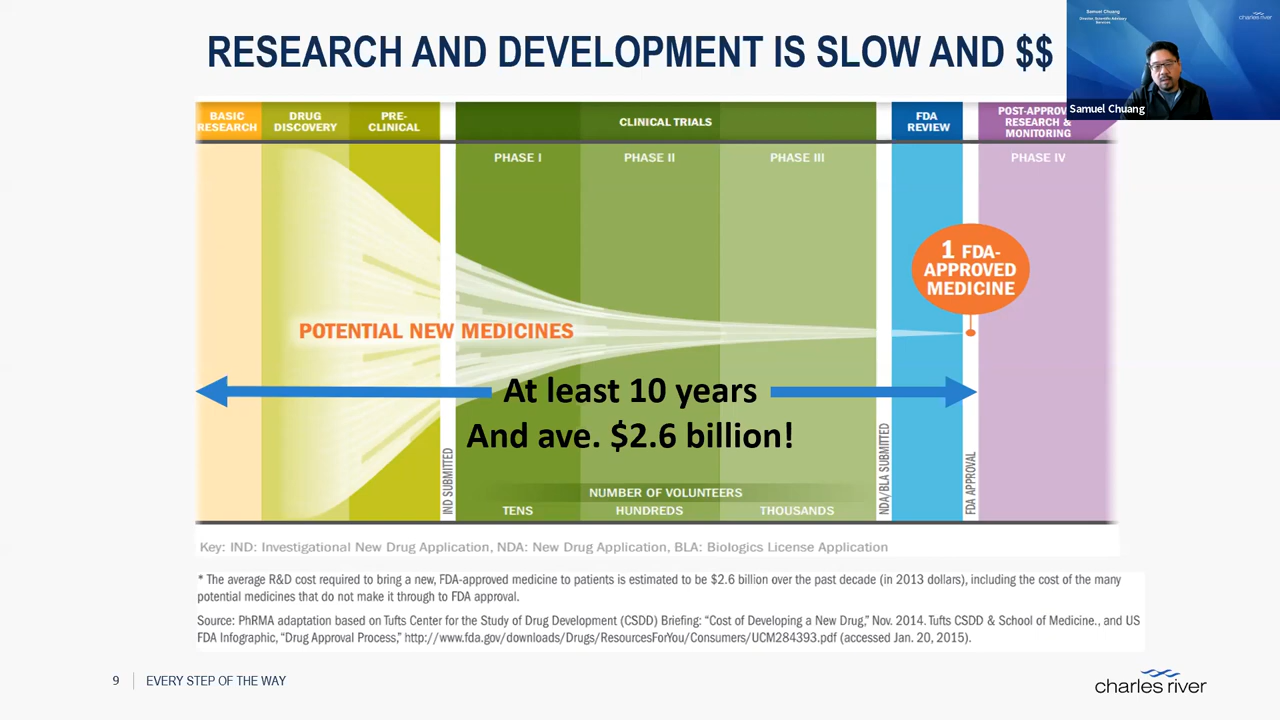 RESEARCH AND DEVELOPMENT IS SLOW AND $$
Samuel Chuang
Director, Scientific Advisory
Services
charles river
Samuel Chuang
BASIC
RESEARCH
DRUG
DISCOVERY
PRE-
CLINICAL
CLINICAL TRIALS
FDA
REVIEW
RESEARCH &
MONITORING
PHASE I
PHASE II
PHASE III
PHASE IV
1 FDA-
APPROVED
MEDICINE
POTENTIAL NEW MEDICINES
At least 10 years
And ave. $2.6 billion!
IND SUBMITTED
NDA/BLA SUBMITTED
FDA APPROVAL
NUMBER OF VOLUNTEERS
TENS
HUNDREDS
THOUSANDS
Key: IND: Investigational New Drug Application, NDA: New Drug Application, BLA: Biologics License Application
* The average R&D cost required to bring a new, FDA-approved medicine to patients is estimated to be $2.6 billion over the past decade (in 2013 dollars), including the cost of the many
potential medicines that do not make it through to FDA approval.
Source: PhRMA adaptation based on Tufts Center for the Study of Drug Development (CSDD) Briefing: “Cost of Developing a New Drug,” Nov. 2014. Tufts CSDD & School of Medicine., and US
FDA Infographic, “Drug Approval Process,” http://www.fda.gov/downloads/Drugs/ResourcesForYou/Consumers/UCM284393.pdf (accessed Jan. 20, 2015).
9
EVERY STEP OF THE WAY
charles river